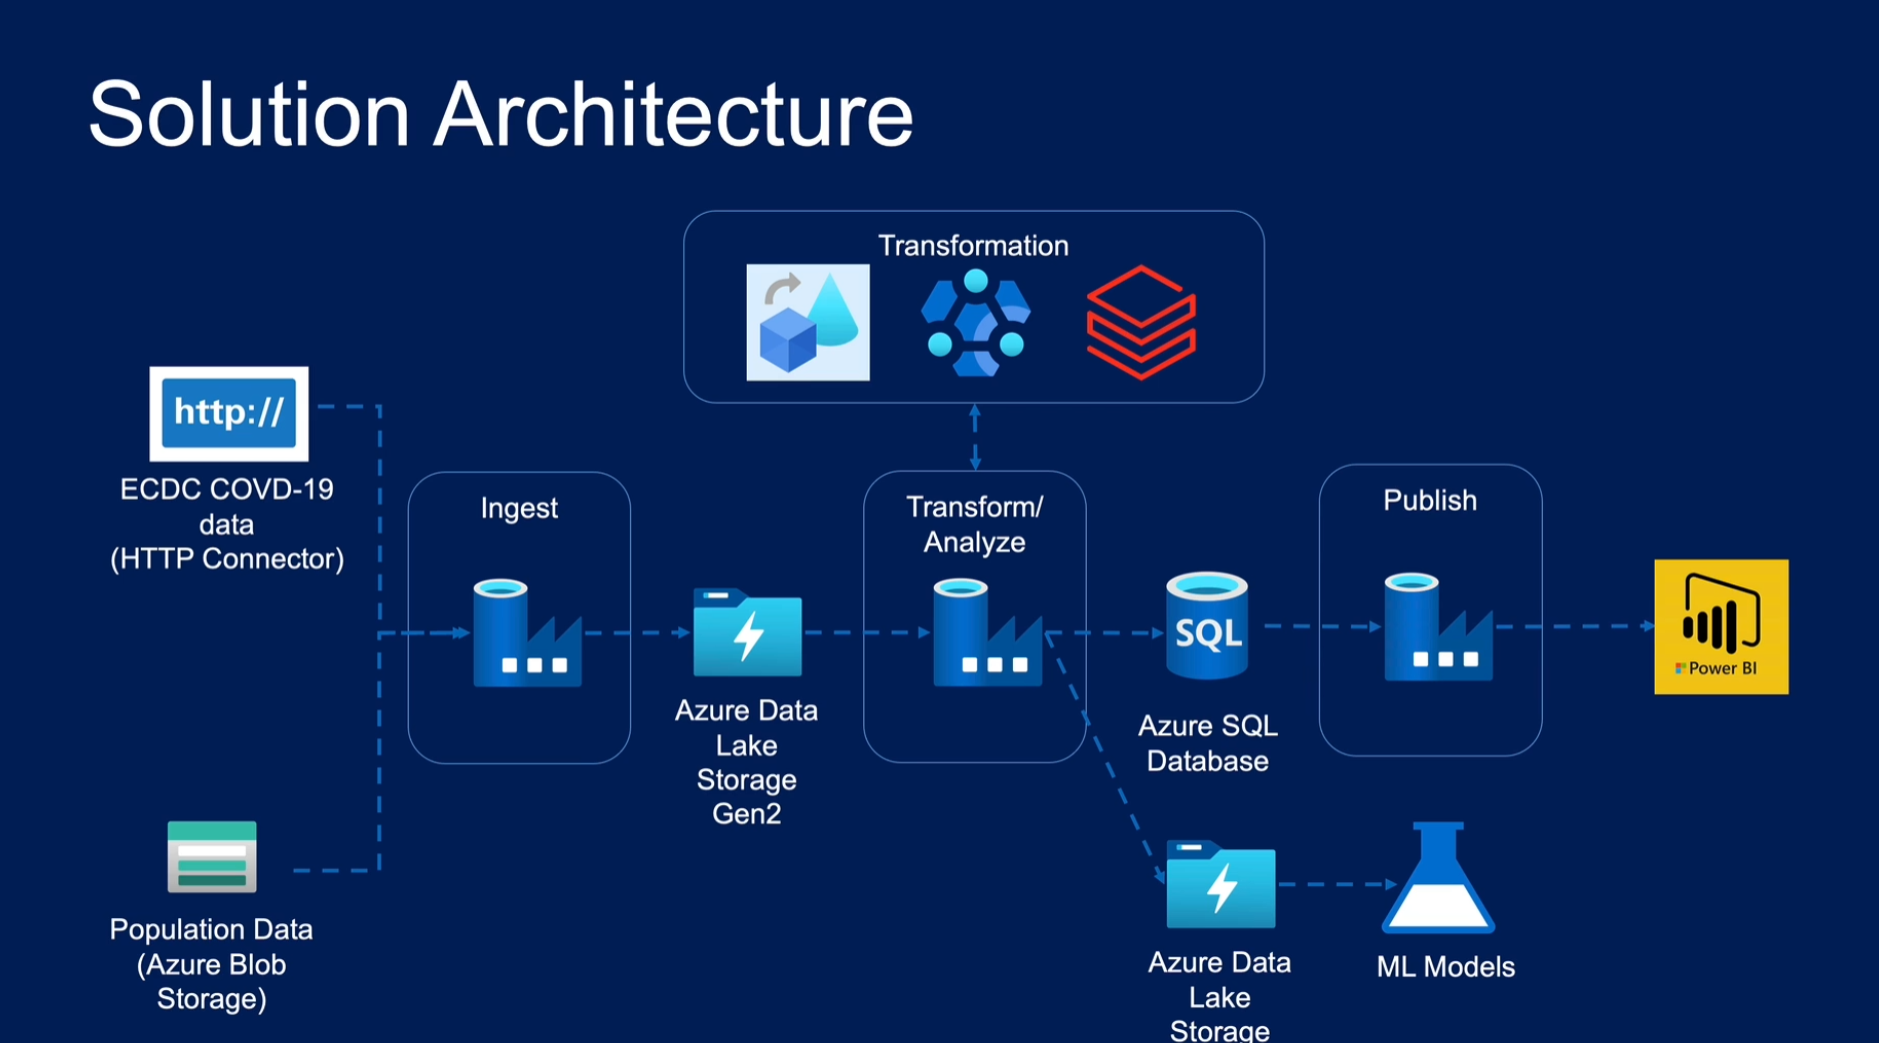 Solution Architecture
Transformation
http://
ECDC COVD-19
data
(HTTP Connector)
Ingest
Transform/
Analyze
Publish
SQL
Power BI
Azure Data
Lake
Storage
Gen2
Azure SQL
Database
Population Data
(Azure Blob
Storage)
Azure Data
Lake
Storage
ML Models